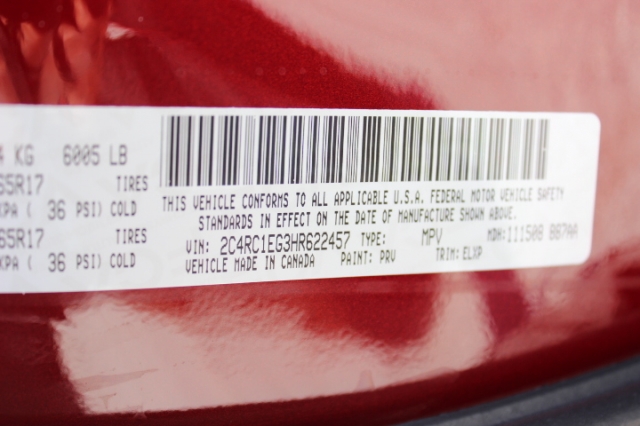 KG 6005 LB
65R17 TIRES
KPA ( 36 PSI) COLD
65R17 TIRES
KPA ( 36 PSI) COLD
THIS VEHICLE CONFORMS TO ALL APPLICABLE U.S.A. FEDERAL MOTOR VEHICLE SAFETY
STANDARDS IN EFFECT ON THE DATE OF MANUFACTURE SHOWN ABOVE.
VIN: 2C4RC1EG3HR622457 TYPE: MPV MDH: 111508
VEHICLE MADE IN CANADA PAINT: PRV TRIM: ELXP